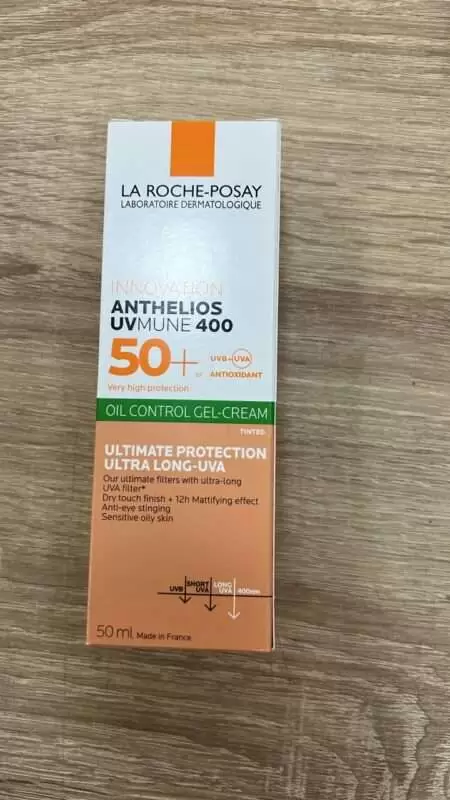 LA ROCHE-POSAY
LABORATOIRE DERMATOLOGIQUE
INNOVATION
ANTHELIOS
UVMUNE 400
50+
UVB+UVA
ANTIOXIDANT
Very high protection
OIL CONTROL GEL-CREAM
TINTED
ULTIMATE PROTECTION
ULTRA LONG-UVA
Our ultimate filters with ultra-long
UVA filter*
Dry touch finish + 12h Mattifying effect
Anti-eye stinging
Sensitive oily skin
UVB
SHORT UVA
LONG UVA
400nm
50 ml Made in France